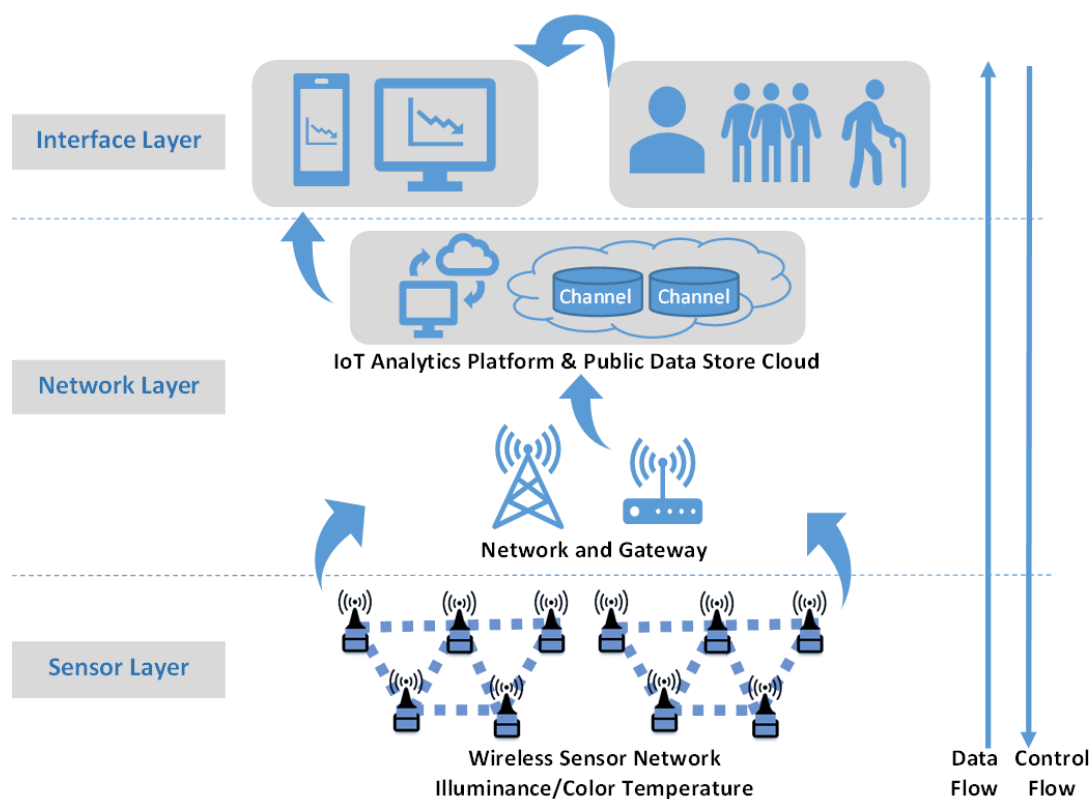 Interface Layer
Channel
Channel
IoT Analytics Platform & Public Data Store Cloud
Network Layer
Network and Gateway
Sensor Layer
Wireless Sensor Network
Illuminance/Color Temperature
Data
Flow
Control
Flow